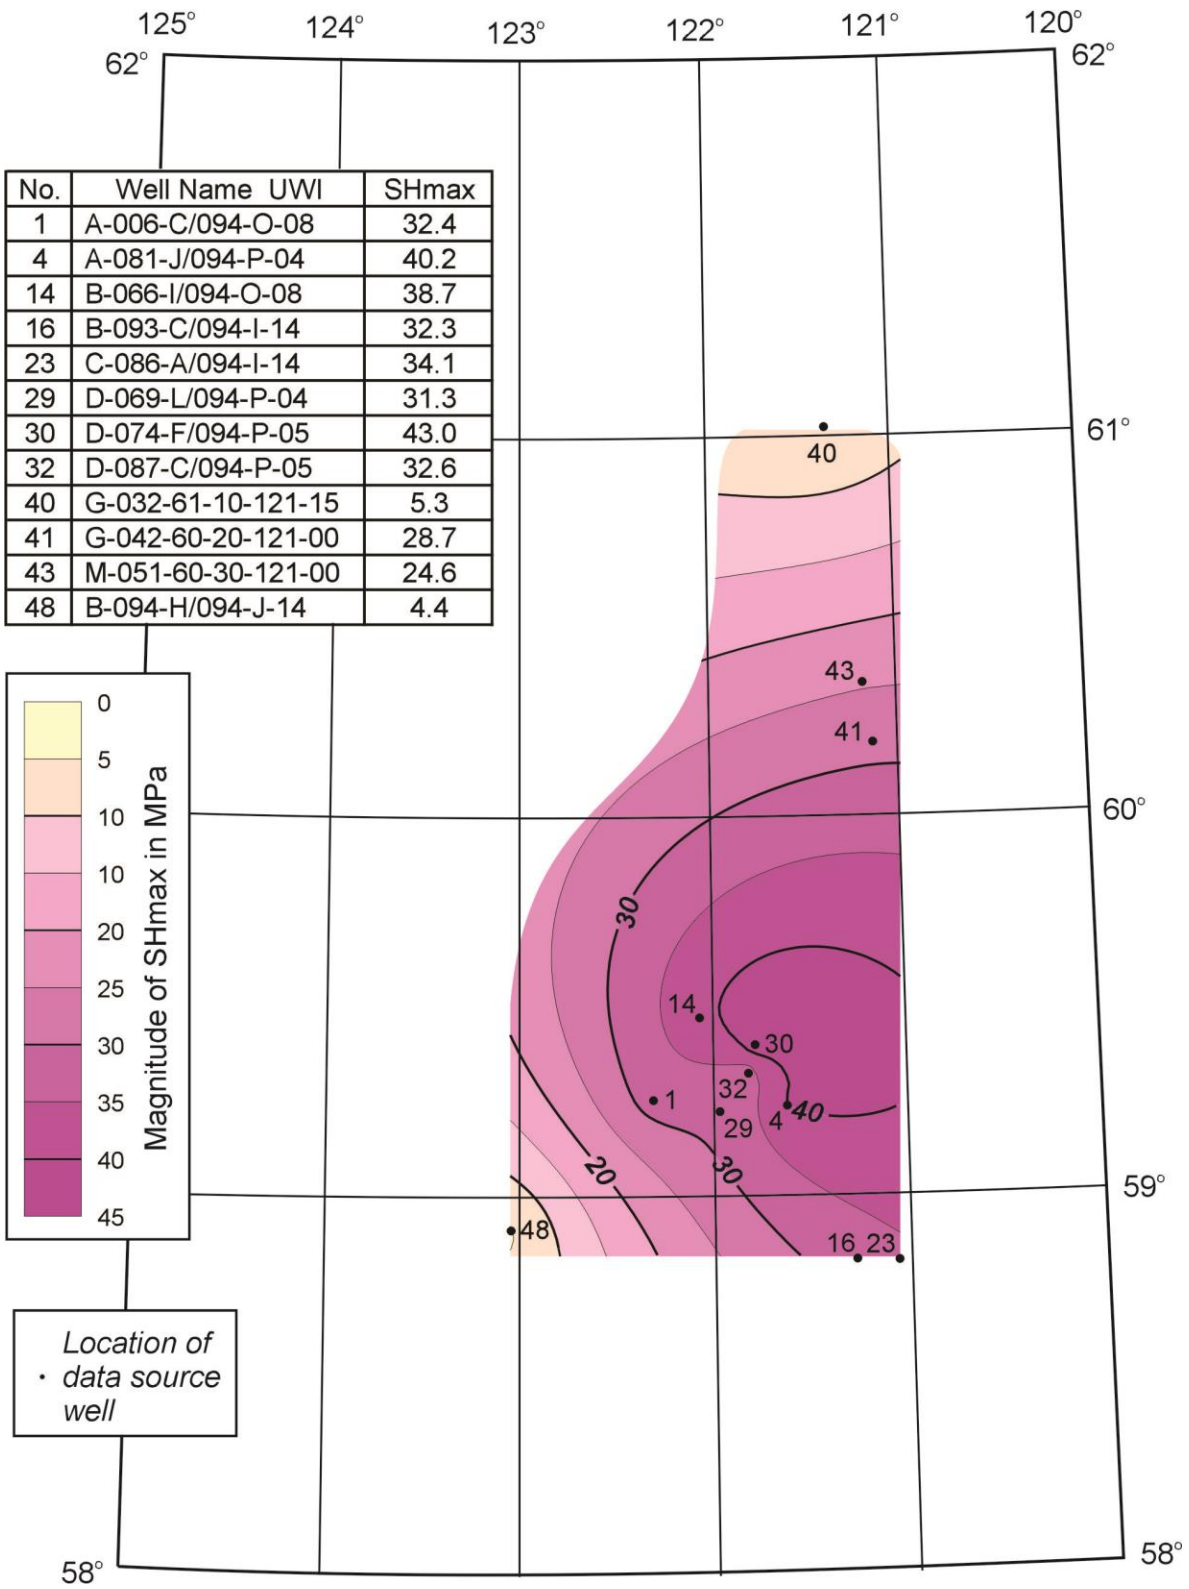 125° 124° 123° 122° 121° 120°
62° 62°
No. Well Name UWI SHmax
1 A-006-C/094-O-08 32.4
4 A-081-J/094-P-04 40.2
14 B-066-I/094-O-08 38.7
16 B-093-C/094-I-14 32.3
23 C-086-A/094-I-14 34.1
29 D-069-L/094-P-04 31.3
30 D-074-F/094-P-05 43.0
32 D-087-C/094-P-05 32.6
40 G-032-61-10-121-15 5.3
41 G-042-60-20-121-00 28.7
43 M-051-60-30-121-00 24.6
48 B-094-H/094-J-14 4.4
61°
40
43
41
0
5
10
10
20
25
30
35
40
45
Magnitude of SHmax in MPa
60°
30
14
30
32
1
29
4
40
20
30
59°
48
16 23
Location of
data source
well
58° 58°